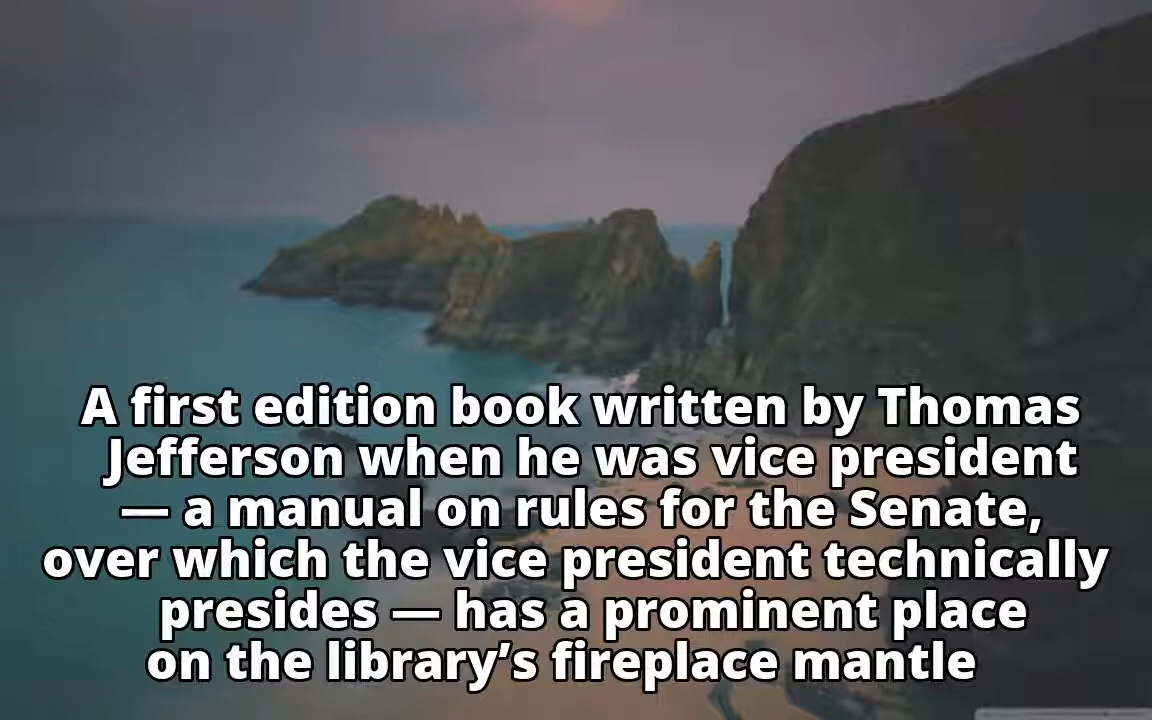 A first edition book written by Thomas
Jefferson when he was vice president
— a manual on rules for the Senate,
over which the vice president technically
presides — has a prominent place
on the library’s fireplace mantle